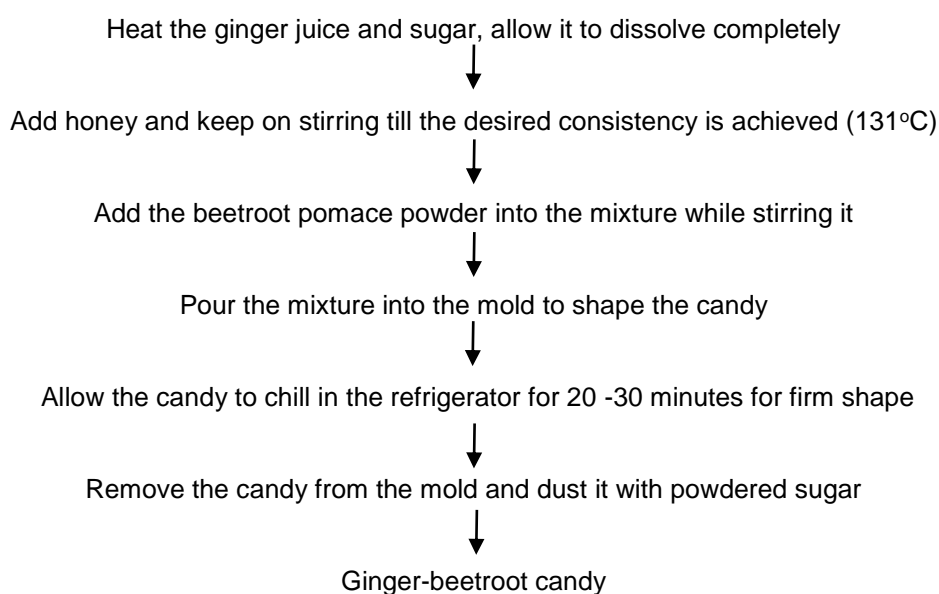 Heat the ginger juice and sugar, allow it to dissolve completely
Add honey and keep on stirring till the desired consistency is achieved (131°C)
Add the beetroot pomace powder into the mixture while stirring it
Pour the mixture into the mold to shape the candy
Allow the candy to chill in the refrigerator for 20 -30 minutes for firm shape
Remove the candy from the mold and dust it with powdered sugar
Ginger-beetroot candy